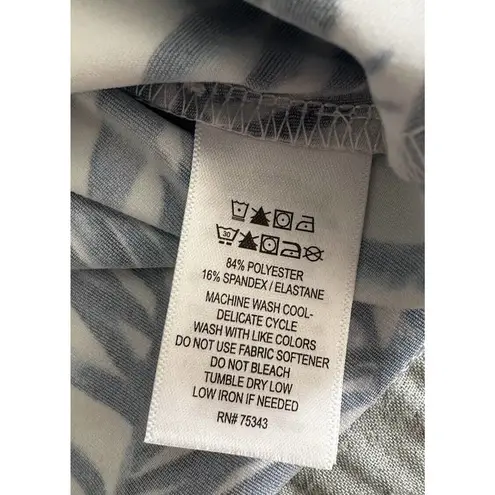 30
84% POLYESTER
16% SPANDEX / ELASTANE
MACHINE WASH COOL-
DELICATE CYCLE
WASH WITH LIKE COLORS
DO NOT USE FABRIC SOFTENER
DO NOT BLEACH
TUMBLE DRY LOW
LOW IRON IF NEEDED
RN# 75343